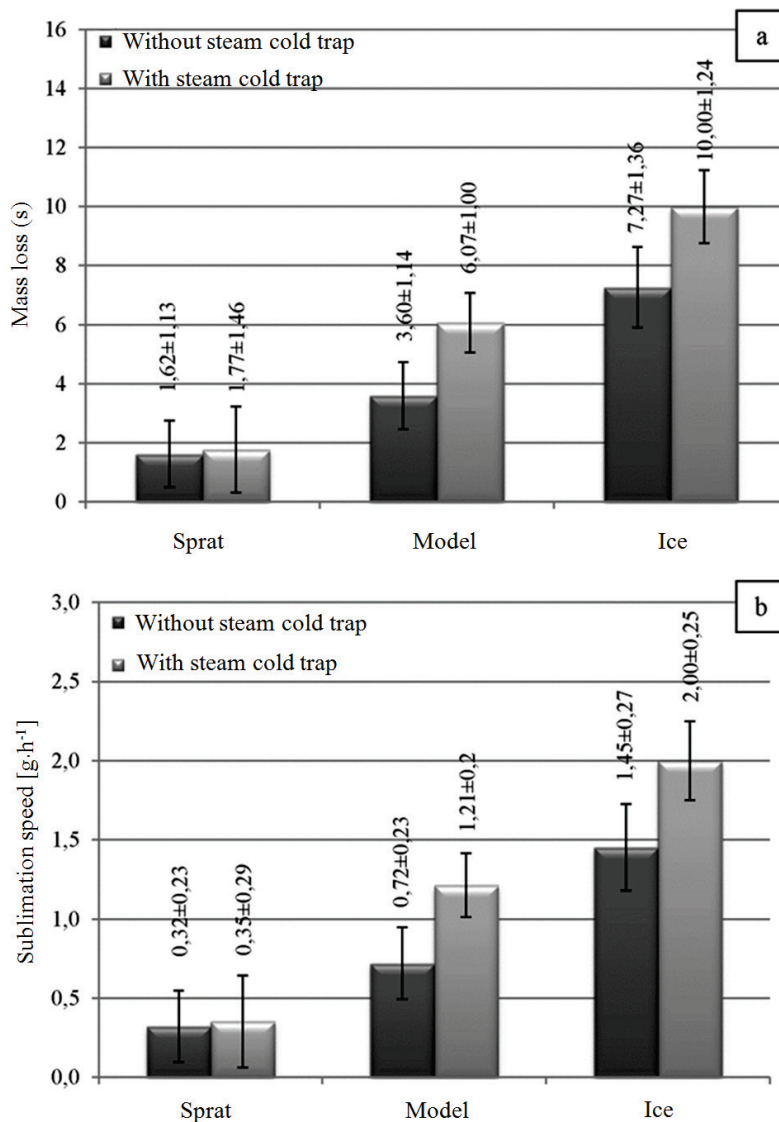 a
Without steam cold trap
With steam cold trap
Mass loss (s)
16
14
12
10
8
6
4
2
0
1,62±1,13
1,77±1,46
3,60±1,14
6,07±1,00
7,27±1,36
10,00±1,24
Sprat Model Ice
b
Without steam cold trap
With steam cold trap
Sublimation speed [g·h⁻¹]
3,0
2,5
2,0
1,5
1,0
0,5
0,0
0,32±0,23
0,35±0,29
0,72±0,23
1,21±0,2
1,45±0,27
2,00±0,25
Sprat Model Ice